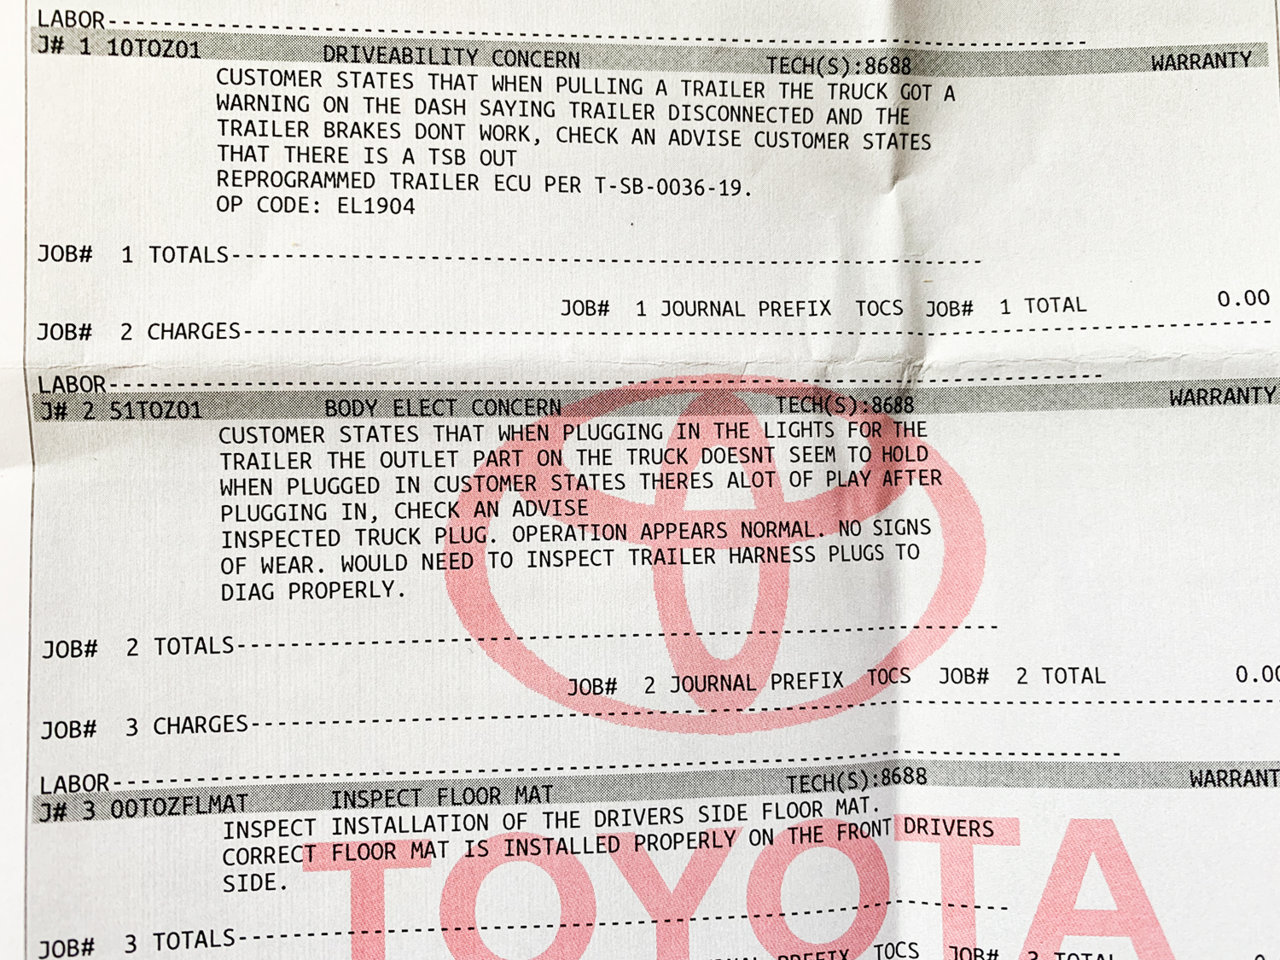 LABOR--------------------------------------------------------------------------
J# 1 10TOZ01 DRIVEABILITY CONCERN TECH(S):8688 WARRANTY
CUSTOMER STATES THAT WHEN PULLING A TRAILER THE TRUCK GOT A
WARNING ON THE DASH SAYING TRAILER DISCONNECTED AND THE
TRAILER BRAKES DONT WORK, CHECK AN ADVISE CUSTOMER STATES
THAT THERE IS A TSB OUT
REPROGRAMMED TRAILER ECU PER T-SB-0036-19.
OP CODE: EL1904
JOB# 1 TOTALS---------------------------------------------------------
JOB# 1 JOURNAL PREFIX TOCS JOB# 1 TOTAL 0.00
JOB# 2 CHARGES------------------------------------------------------------------------------
LABOR--------------------------------------------------------------------------
J# 2 51TOZ01 BODY ELECT CONCERN TECH(S):8688 WARRANTY
CUSTOMER STATES THAT WHEN PLUGGING IN THE LIGHTS FOR THE
TRAILER THE OUTLET PART ON THE TRUCK DOESNT SEEM TO HOLD
WHEN PLUGGED IN CUSTOMER STATES THERES ALOT OF PLAY AFTER
PLUGGING IN, CHECK AN ADVISE
INSPECTED TRUCK PLUG. OPERATION APPEARS NORMAL. NO SIGNS
OF WEAR. WOULD NEED TO INSPECT TRAILER HARNESS PLUGS TO
DIAG PROPERLY.
JOB# 2 TOTALS---------------------------------------------------------
JOB# 2 JOURNAL PREFIX TOCS JOB# 2 TOTAL 0.00
JOB# 3 CHARGES------------------------------------------------------------------------------
LABOR--------------------------------------------------------------------------
J# 3 00TOZFLMAT INSPECT FLOOR MAT TECH(S):8688 WARRANT
INSPECT INSTALLATION OF THE DRIVERS SIDE FLOOR MAT.
CORRECT FLOOR MAT IS INSTALLED PROPERLY ON THE FRONT DRIVERS
SIDE.
TOYOTA
JOB# 3 TOTALS---------------------------------------------------------
PREFIX TOCS JOB# 3 TOTAL